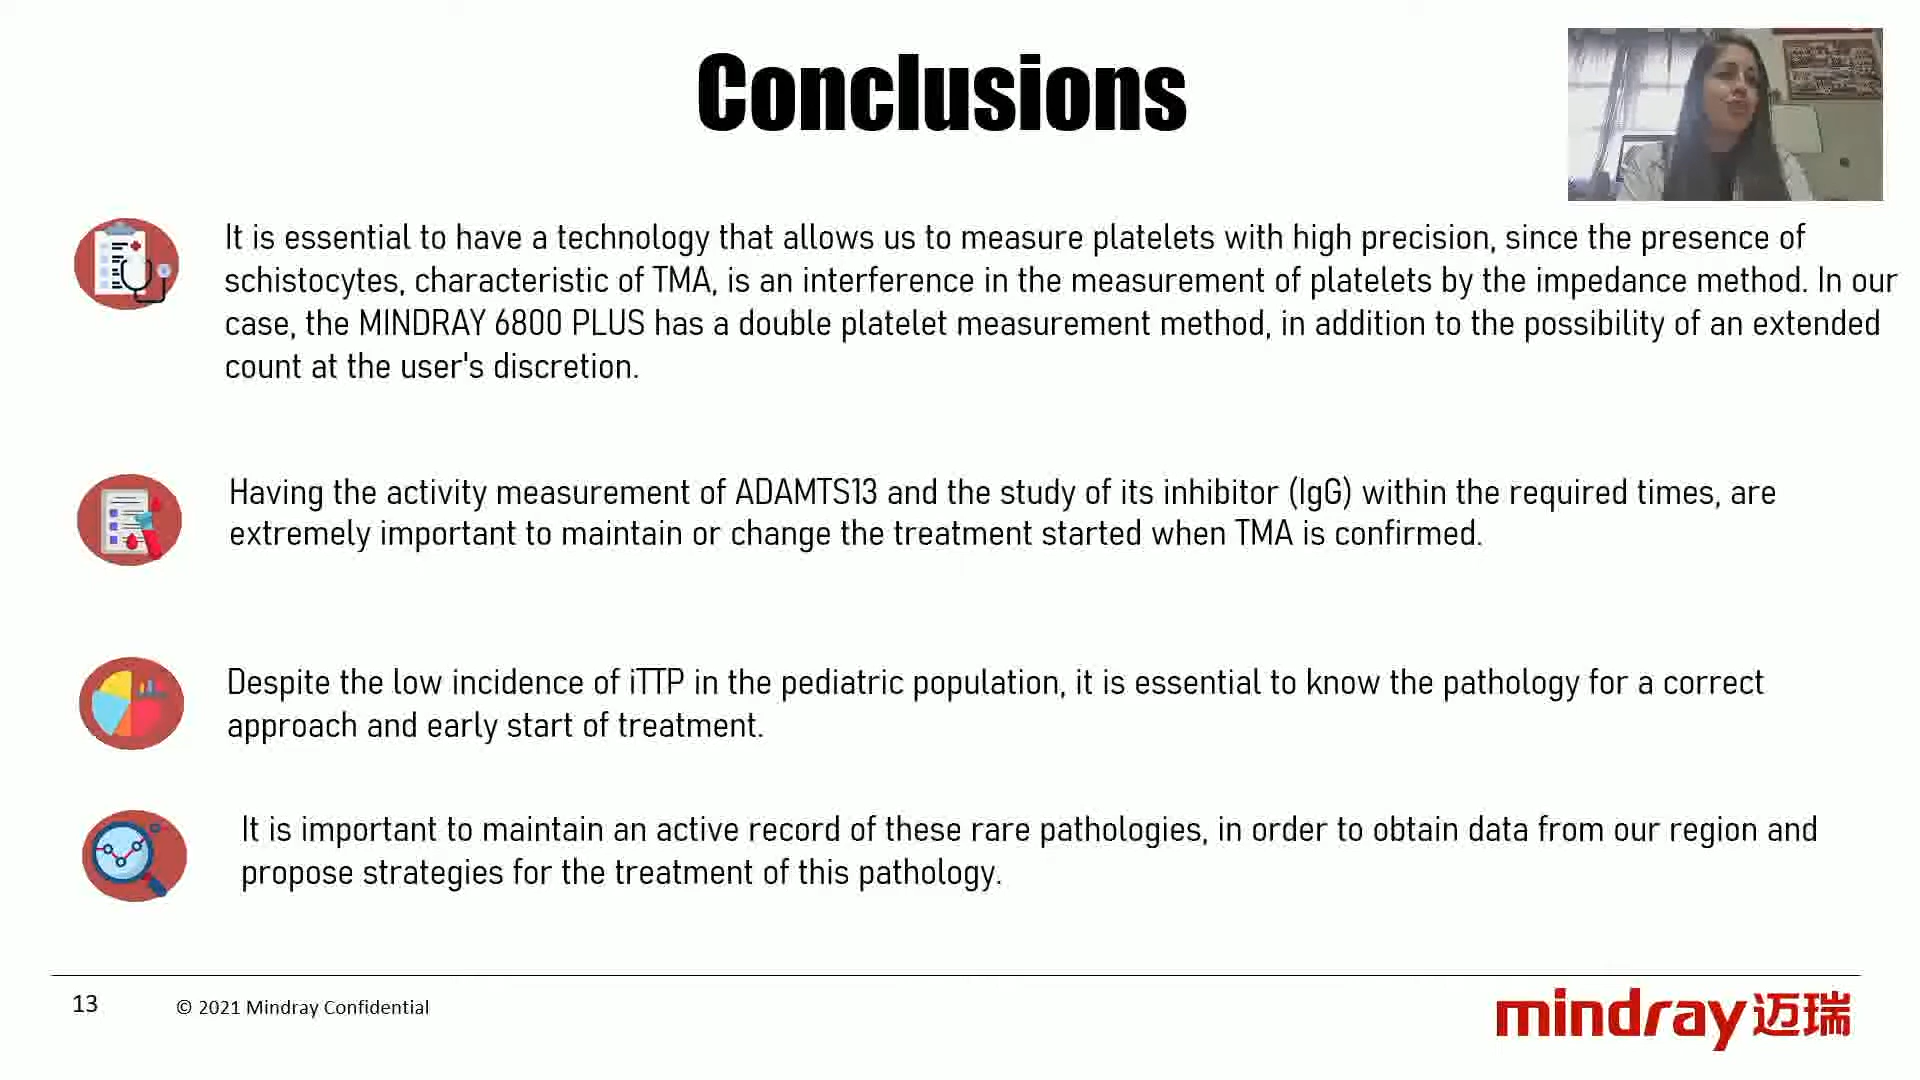 Conclusions
It is essential to have a technology that allows us to measure platelets with high precision, since the presence of
schistocytes, characteristic of TMA, is an interference in the measurement of platelets by the impedance method. In our
case, the MINDRAY 6800 PLUS has a double platelet measurement method, in addition to the possibility of an extended
count at the user's discretion.
Having the activity measurement of ADAMTS13 and the study of its inhibitor (IgG) within the required times, are
extremely important to maintain or change the treatment started when TMA is confirmed.
Despite the low incidence of iTTP in the pediatric population, it is essential to know the pathology for a correct
approach and early start of treatment.
It is important to maintain an active record of these rare pathologies, in order to obtain data from our region and
propose strategies for the treatment of this pathology.
13
© 2021 Mindray Confidential
mindray迈瑞